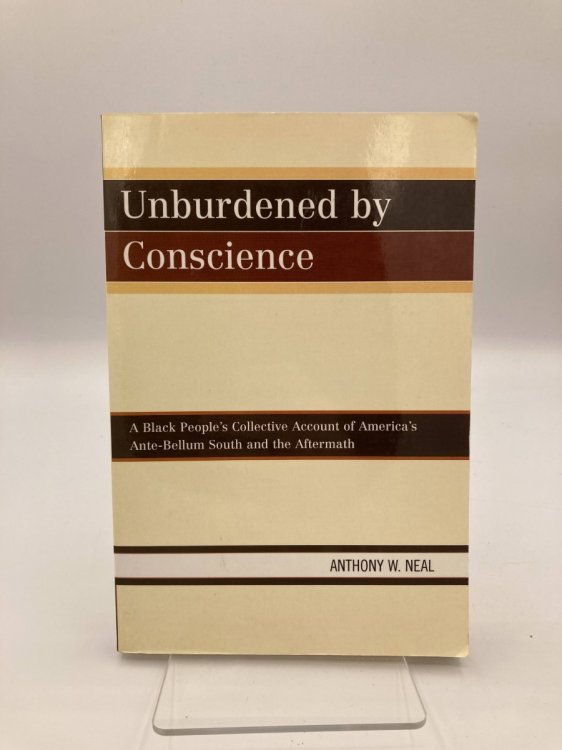 Unburdened by
Conscience
A Black People's Collective Account of America's
Ante-Bellum South and the Aftermath
ANTHONY W. NEAL